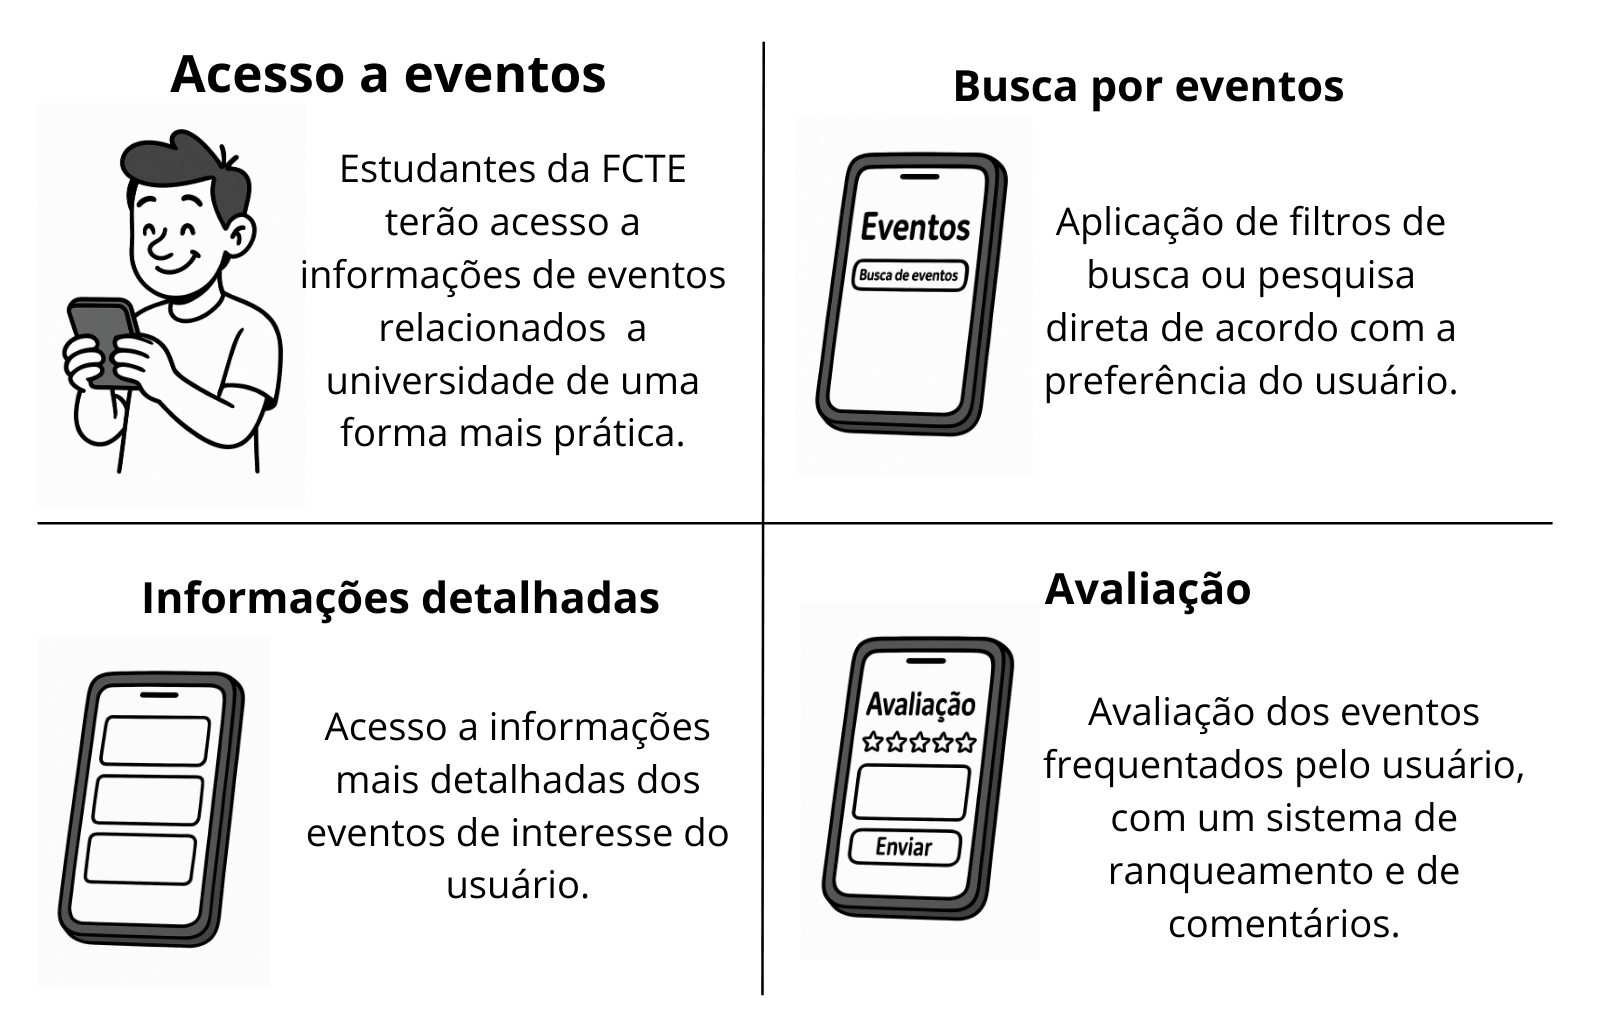 Acesso a eventos
Estudantes da FCTE
terão acesso a
informações de eventos
relacionados  a
universidade de uma
forma mais prática.
Busca por eventos
Eventos
Busca de eventos
Aplicação de filtros de
busca ou pesquisa
direta de acordo com a
preferência do usuário.
Informações detalhadas
Acesso a informações
mais detalhadas dos
eventos de interesse do
usuário.
Avaliação
Avaliação
Enviar
Avaliação dos eventos
frequentados pelo usuário,
com um sistema de
ranqueamento e de
comentários.